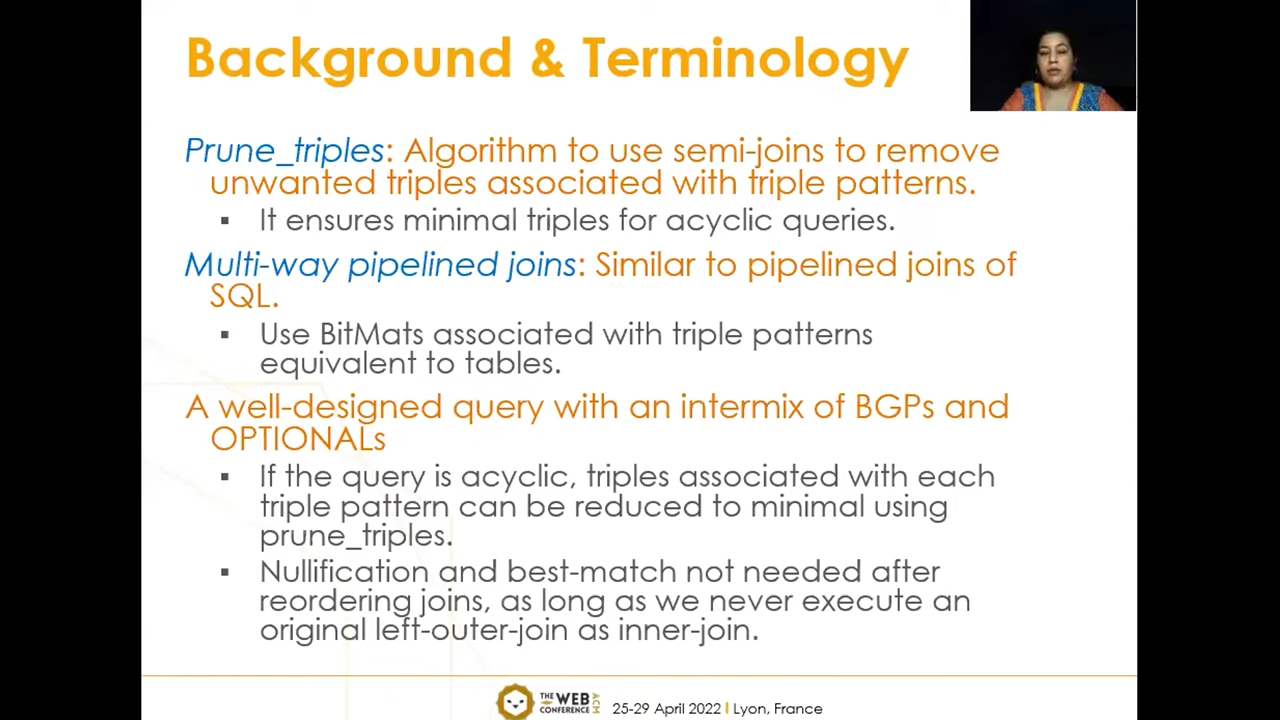 Background & Terminology
Prune_triples: Algorithm to use semi-joins to remove
unwanted triples associated with triple patterns.
▪ It ensures minimal triples for acyclic queries.
Multi-way pipelined joins: Similar to pipelined joins of
SQL.
▪ Use BitMats associated with triple patterns
equivalent to tables.
A well-designed query with an intermix of BGPs and
OPTIONALs
▪ If the query is acyclic, triples associated with each
triple pattern can be reduced to minimal using
prune_triples.
▪ Nullification and best-match not needed after
reordering joins, as long as we never execute an
original left-outer-join as inner-join.
THE WEB CONFERENCE ACM
25-29 April 2022 | Lyon, France